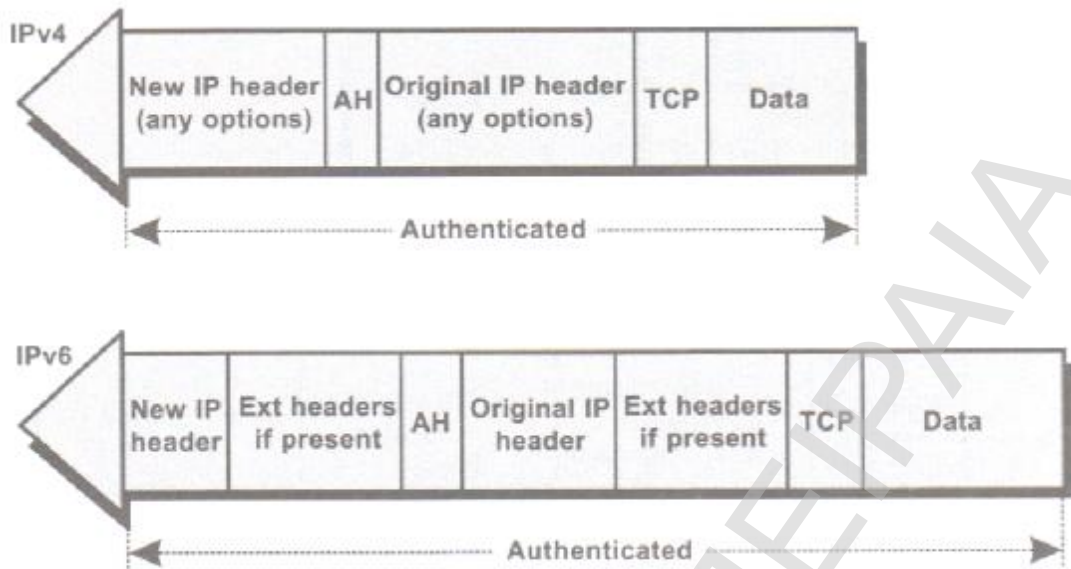 IPv4
New IP header
(any options)
AH
Original IP header
(any options)
TCP
Data
Authenticated
IPv6
New IP
header
Ext headers
if present
AH
Original IP
header
Ext headers
if present
TCP
Data
Authenticated
MEIPAIA